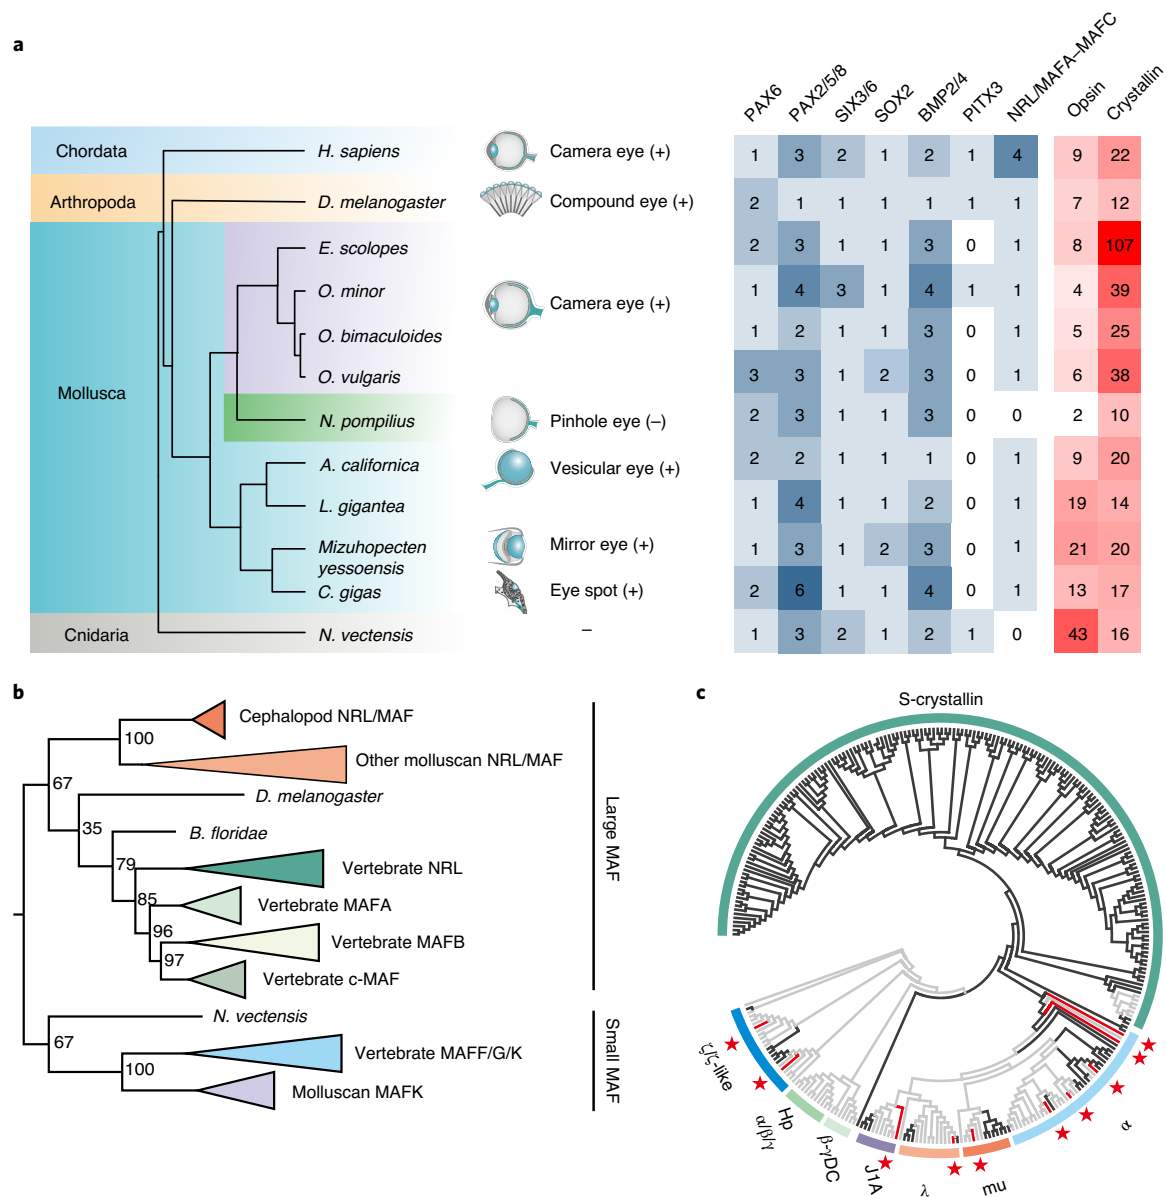 a
PAX6 PAX2/5/8 SIX3/6 SOX2 BMP2/4 PITX3 NRL/MAFA–MAFC Opsin Crystallin
Chordata H. sapiens Camera eye (+) 1 3 2 1 2 1 4 9 22
Arthropoda D. melanogaster Compound eye (+) 2 1 1 1 1 1 1 7 12
E. scolopes 2 3 1 1 3 0 1 8 107
O. minor Camera eye (+) 1 4 3 1 4 1 1 4 39
O. bimaculoides 1 2 1 1 3 0 1 5 25
O. vulgaris 3 3 1 2 3 0 1 6 38
Mollusca
N. pompilius Pinhole eye (–) 2 3 1 1 3 0 0 2 10
A. californica Vesicular eye (+) 2 2 1 1 1 0 1 9 20
L. gigantea 1 4 1 1 2 0 1 19 14
Mizuhopecten
yessoensis Mirror eye (+) 1 3 1 2 3 0 1 21 20
C. gigas Eye spot (+) 2 6 1 1 4 0 1 13 17
Cnidaria N. vectensis – 1 3 2 1 2 1 0 43 16
b
Cephalopod NRL/MAF
100
Other molluscan NRL/MAF
67
D. melanogaster
35
B. floridae
79
Vertebrate NRL
85
Vertebrate MAFA
96
Vertebrate MAFB
97
Vertebrate c-MAF
Large MAF
N. vectensis
67
Vertebrate MAFF/G/K
100
Molluscan MAFK
Small MAF
c
S-crystallin
ζ/ζ-like
Hp
α/β/γ
β-γDC
J1A
λ
mu
α